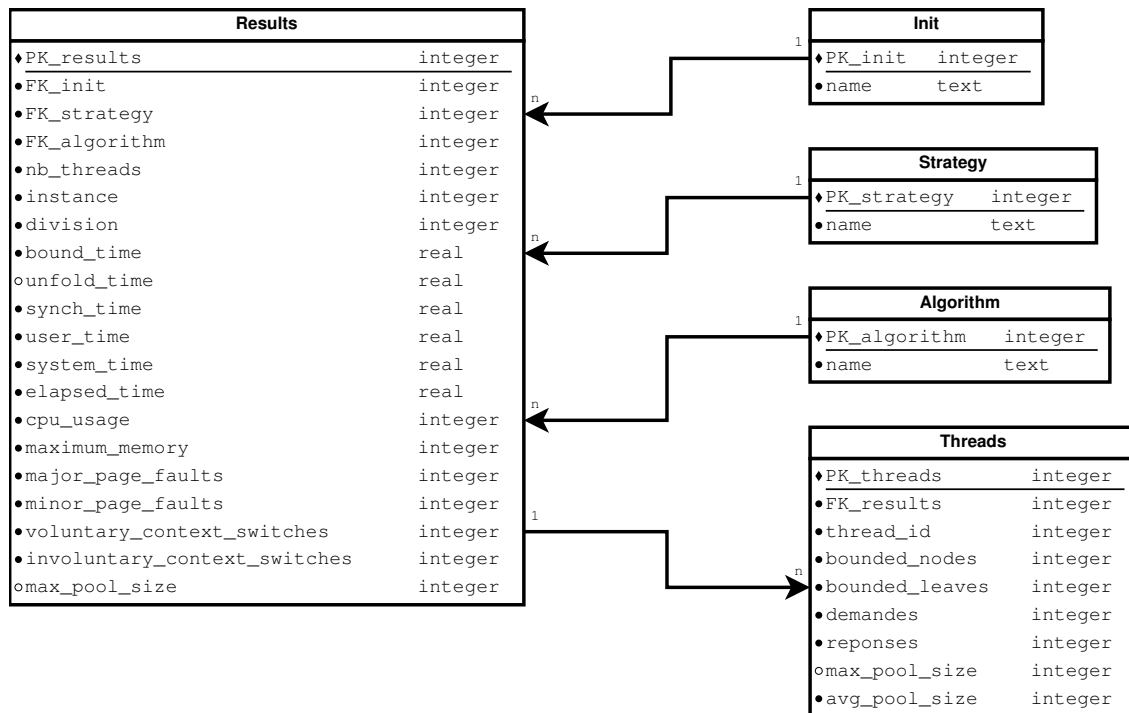 Results
♦PK_results integer
●FK_init integer
●FK_strategy integer
●FK_algorithm integer
●nb_threads integer
●instance integer
●division integer
●bound_time real
○unfold_time real
●synch_time real
●user_time real
●system_time real
●elapsed_time real
●cpu_usage integer
●maximum_memory integer
●major_page_faults integer
●minor_page_faults integer
●voluntary_context_switches integer
●involuntary_context_switches integer
○max_pool_size integer
n
n
n
1
1
Init
♦PK_init integer
●name text
1
Strategy
♦PK_strategy integer
●name text
1
Algorithm
♦PK_algorithm integer
●name text
n
Threads
♦PK_threads integer
●FK_results integer
●thread_id integer
●bounded_nodes integer
●bounded_leaves integer
●demandes integer
●reponses integer
○max_pool_size integer
●avg_pool_size integer